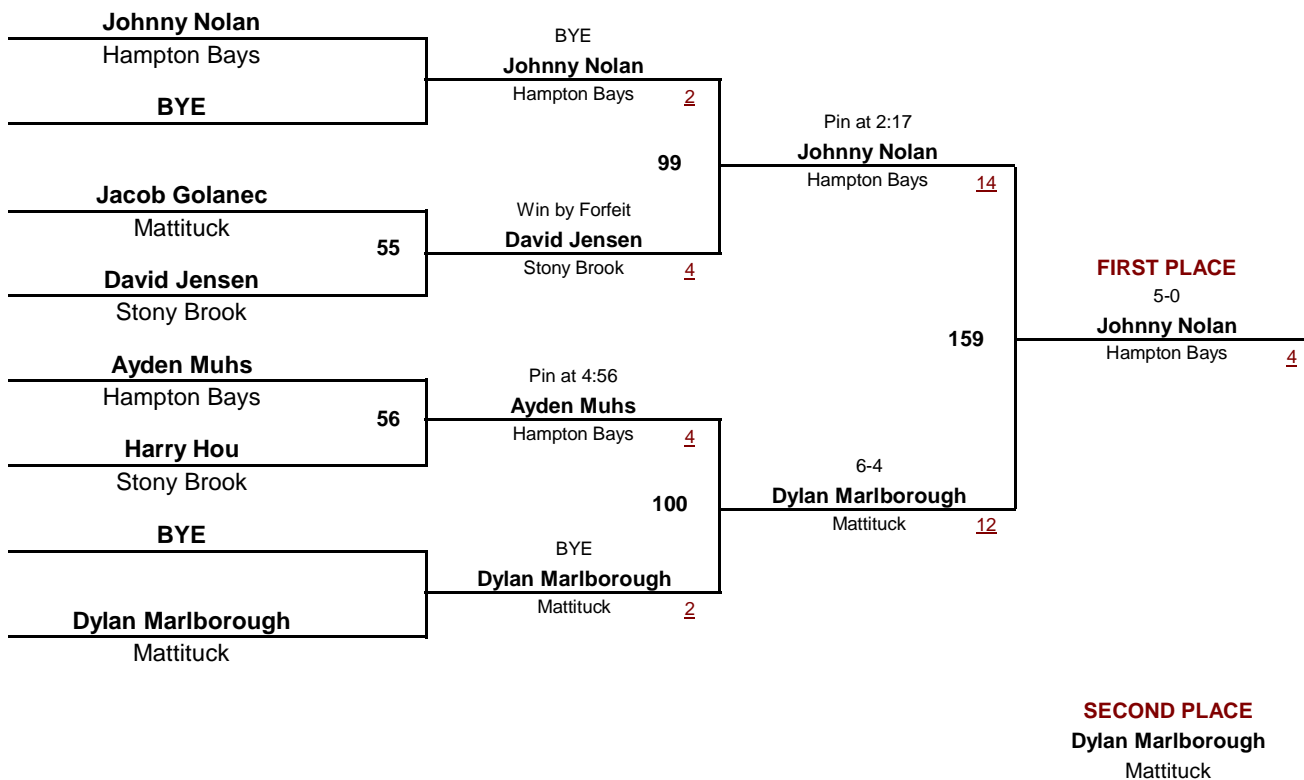 Johnny Nolan
Hampton Bays
BYE
Jacob Golanec
Mattituck
55
David Jensen
Stony Brook
Ayden Muhs
Hampton Bays
56
Harry Hou
Stony Brook
BYE
Dylan Marlborough
Mattituck
BYE
Johnny Nolan
Hampton Bays 2
99
Win by Forfeit
David Jensen
Stony Brook 4
Pin at 4:56
Ayden Muhs
Hampton Bays 4
100
BYE
Dylan Marlborough
Mattituck 2
Pin at 2:17
Johnny Nolan
Hampton Bays 14
159
6-4
Dylan Marlborough
Mattituck 12
FIRST PLACE
5-0
Johnny Nolan
Hampton Bays 4
SECOND PLACE
Dylan Marlborough
Mattituck